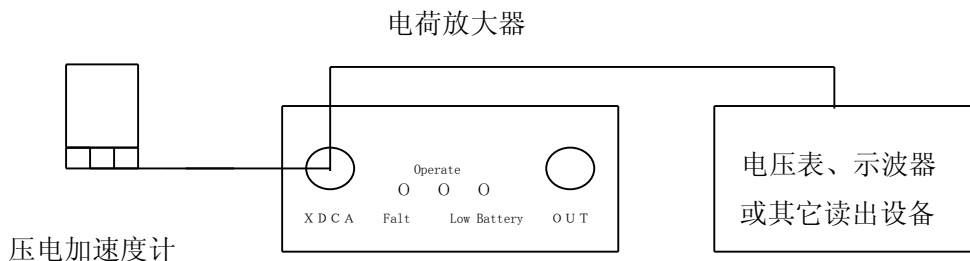 电荷放大器
Operate
O O O
XDCA Falt Low Battery OUT
电压表、示波器
或其它读出设备
压电加速度计